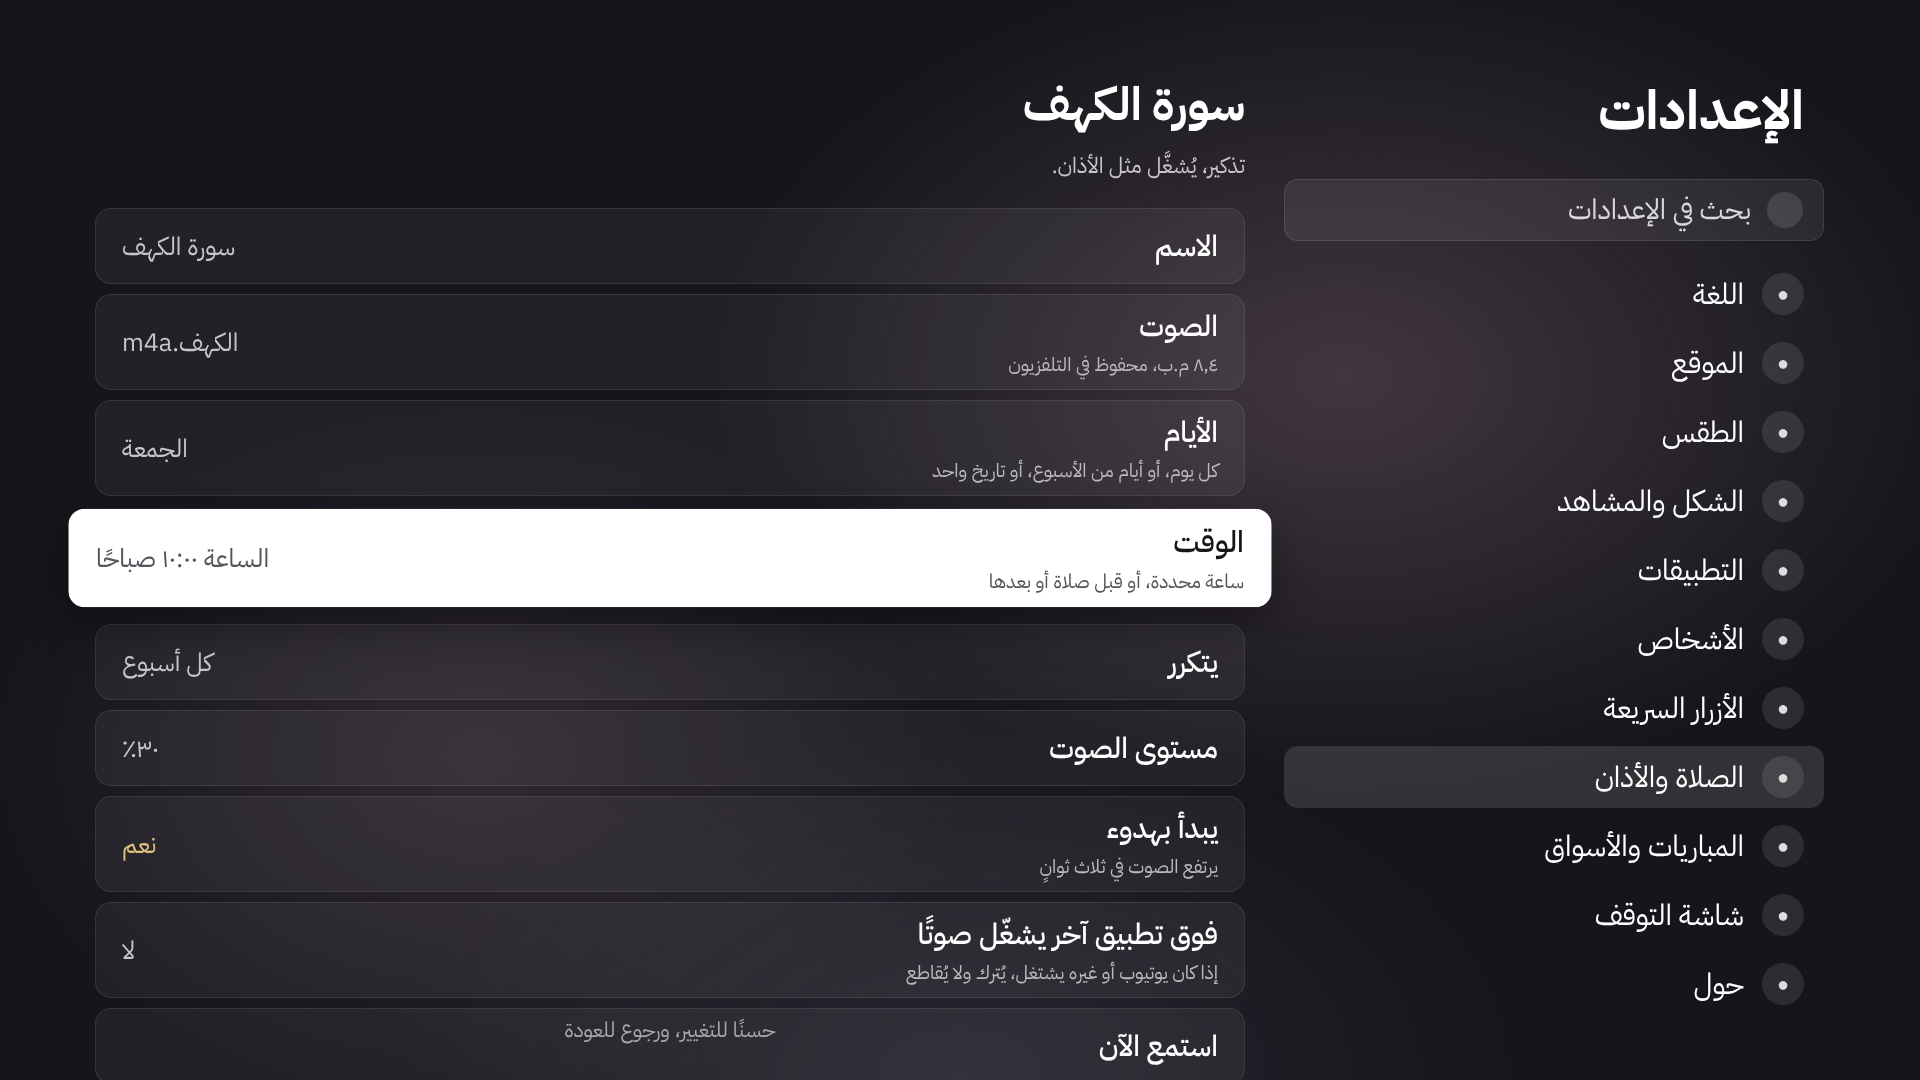 الإعدادات
بحث في الإعدادات
اللغة
الموقع
الطقس
الشكل والمشاهد
التطبيقات
الأشخاص
الأزرار السريعة
الصلاة والأذان
المباريات والأسواق
شاشة التوقف
حول
سورة الكهف
تذكير، يُشغَّل مثل الأذان.
الاسم
سورة الكهف
الصوت
٨٫٤ م.ب، محفوظ في التلفزيون
الكهف.m4a
الأيام
كل يوم، أو أيام من الأسبوع، أو تاريخ واحد
الجمعة
الوقت
ساعة محددة، أو قبل صلاة أو بعدها
الساعة ١٠:٠٠ صباحًا
يتكرر
كل أسبوع
مستوى الصوت
٣٠٪
يبدأ بهدوء
يرتفع الصوت في ثلاث ثوانٍ
نعم
فوق تطبيق آخر يشغّل صوتًا
إذا كان يوتيوب أو غيره يشتغل، يُترك ولا يُقاطع
لا
استمع الآن
حسنًا للتغيير، ورجوع للعودة